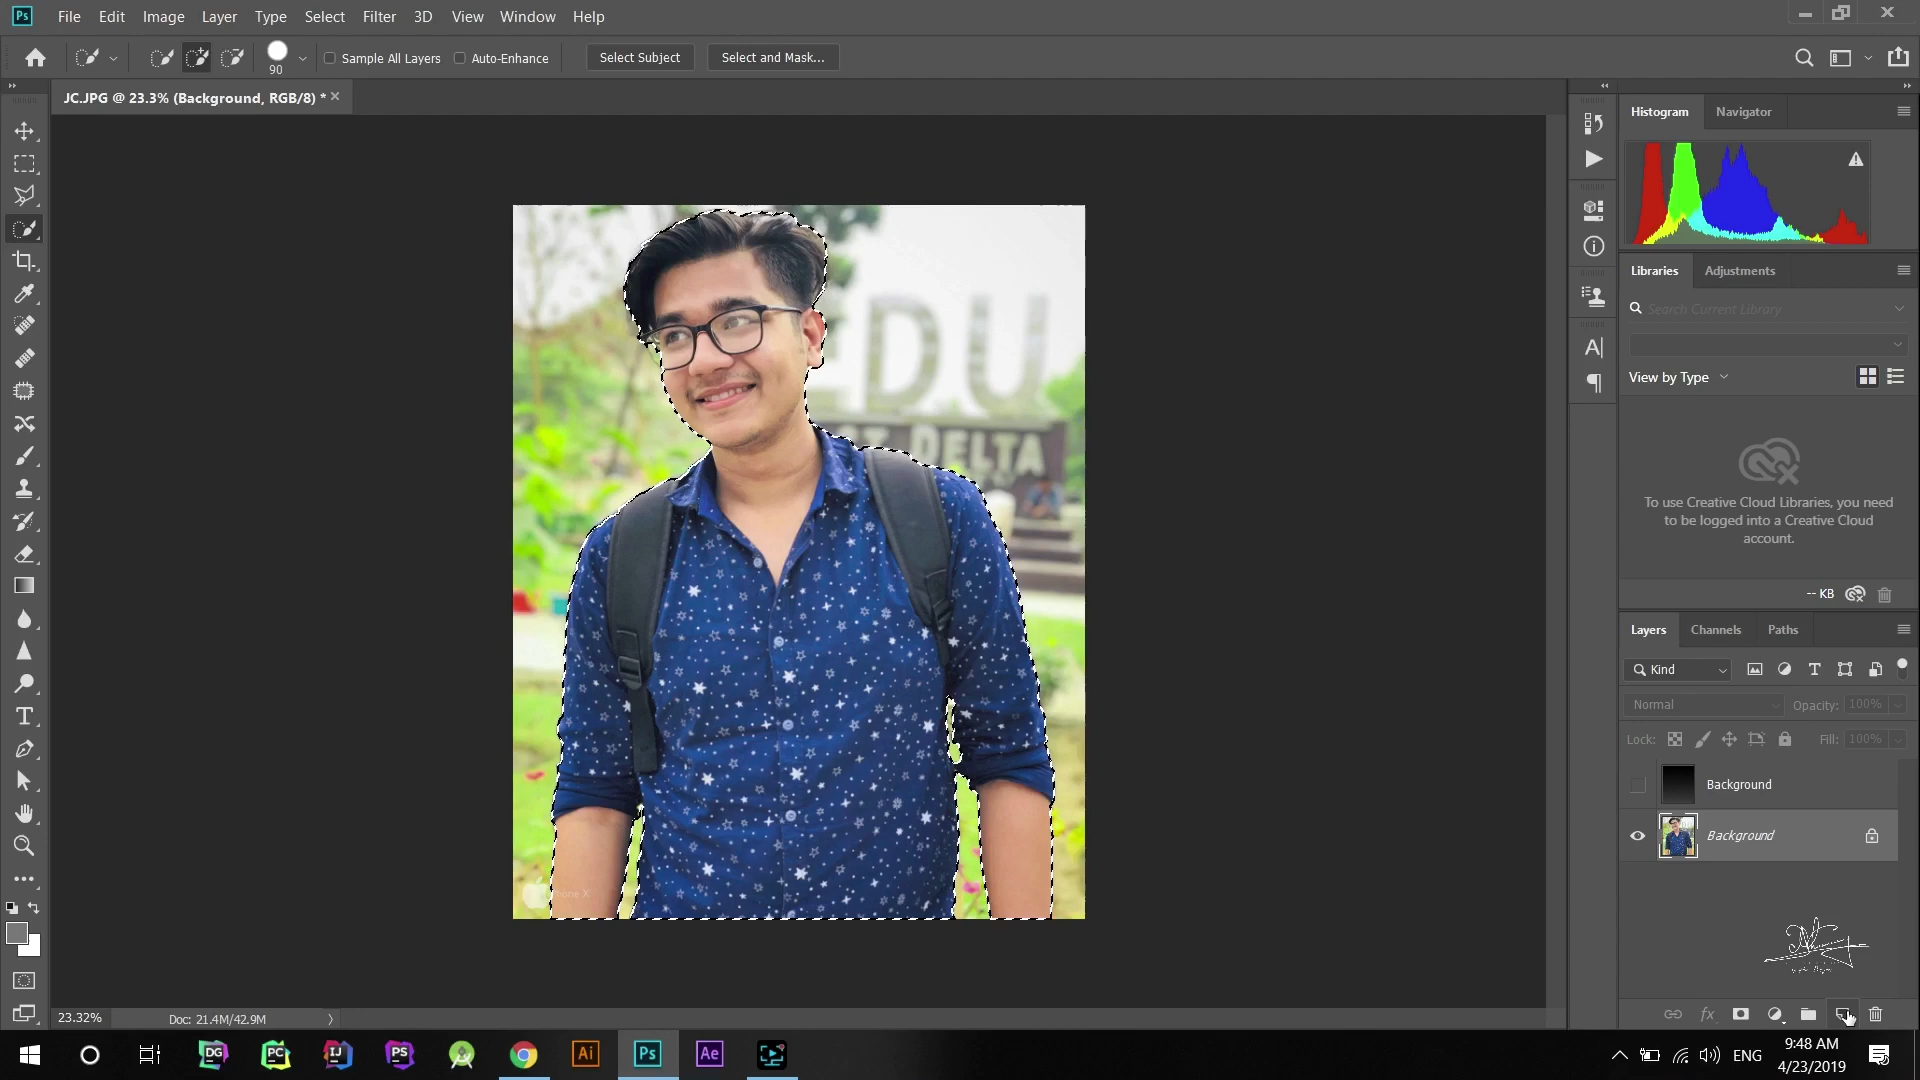 Ps File Edit Image Layer Type Select Filter 3D View Window Help
90 Sample All Layers Auto-Enhance Select Subject Select and Mask...
JC.JPG @ 23.3% (Background, RGB/8) *
Histogram Navigator
Libraries Adjustments
Search Current Library
View by Type
To use Creative Cloud Libraries, you need
to be logged into a Creative Cloud
account.
-- KB
Layers Channels Paths
Kind
Normal Opacity: 100%
Lock: Fill: 100%
Background
Background
EDU
DELTA
23.32% Doc: 21.4M/42.9M
DG PC IJ PS Ai Ps Ae
ENG
9:48 AM
4/23/2019